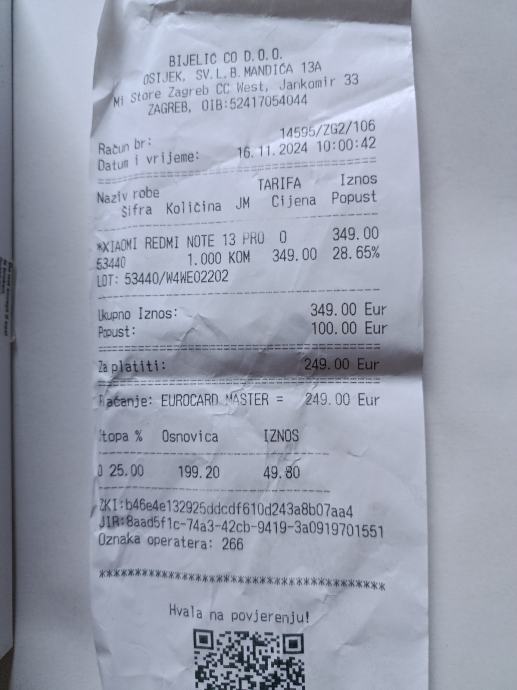 BIJELIĆ CO D.O.O.
OSIJEK, SV.L.B.MANDIĆA 13A
Mi Store Zagreb CC West, Jankomir 33
ZAGREB, OIB:52417054044
Račun br: 14595/ZG2/106
Datum i vrijeme: 16.11.2024 10:00:42
Naziv robe TARIFA Iznos
Šifra Količina JM Cijena Popust
*XIAOMI REDMI NOTE 13 PRO O 349.00
53440 1.000 KOM 349.00 28.65%
LOT: 53440/W4WE02202
Ukupno Iznos: 349.00 Eur
Popust: 100.00 Eur
Za platiti: 249.00 Eur
Plaćanje: EUROCARD MASTER = 249.00 Eur
Stopa % Osnovica IZNOS
O 25.00 199.20 49.80
ZKI:b46e4e132925ddcdf610d243a8b07aa4
JIR:8aad5f1c-74a3-42cb-9419-3a0919701551
Oznaka operatera: 266
****************************************
Hvala na povjerenju!